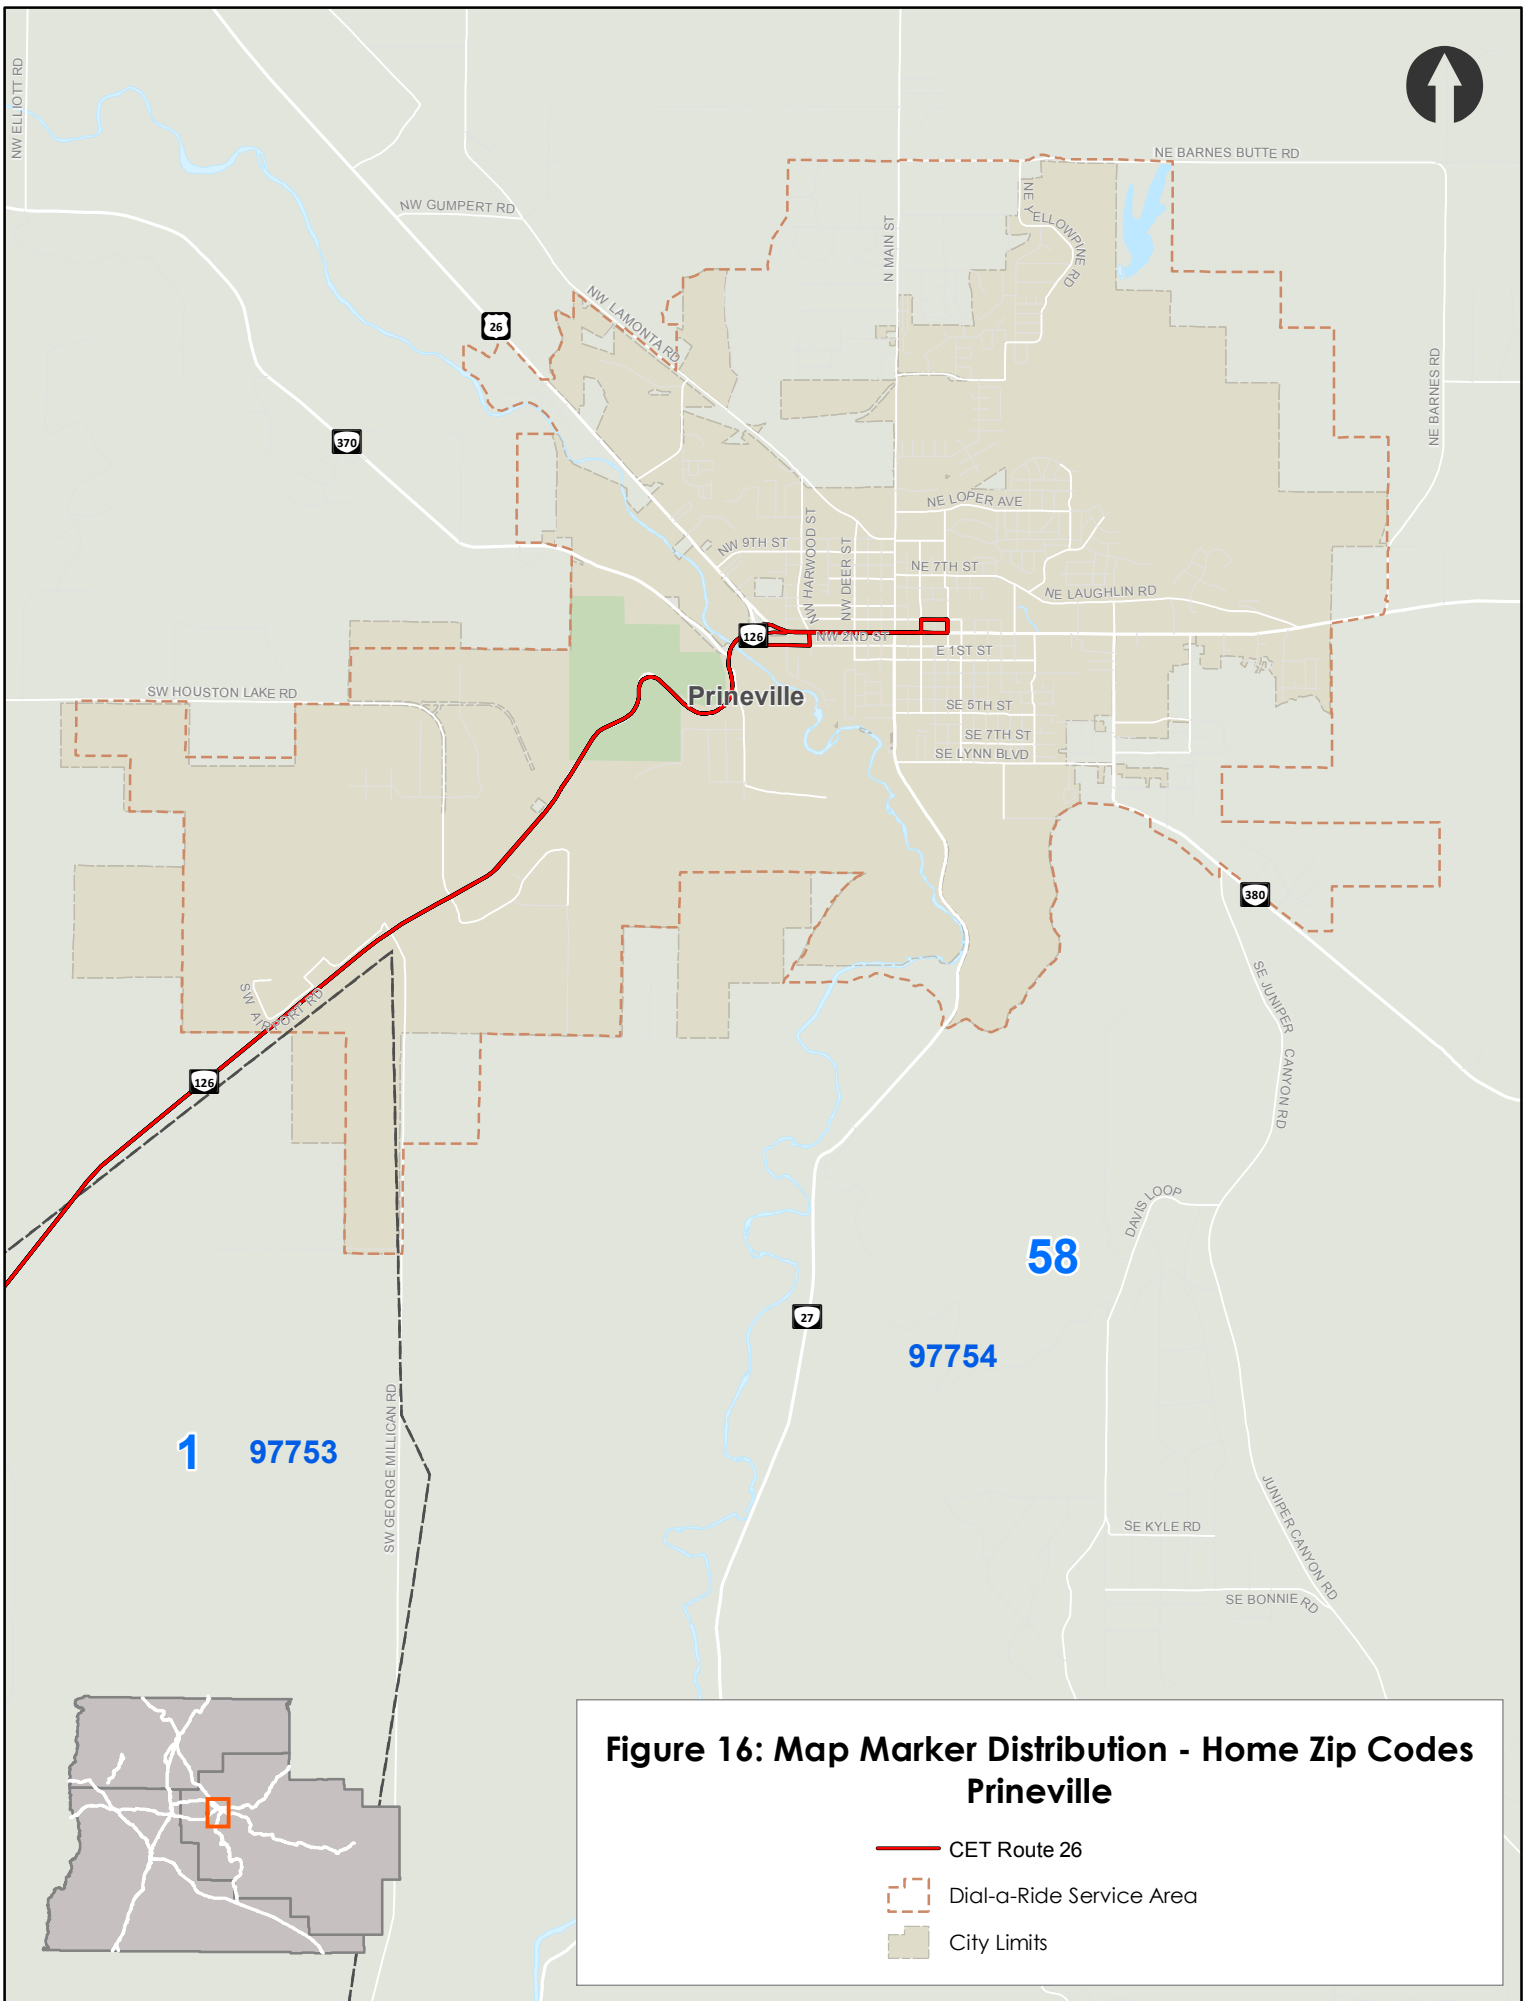 NW ELLIOTT RD
NE BARNES BUTTE RD
NW GUMPERT RD
NE YELLOWPINE RD
N MAIN ST
NW LAMONTA RD
26
NE BARNES RD
370
NE LOPER AVE
NW 9TH ST
NW HARWOOD ST
NW DEER ST
NE 7TH ST
NE LAUGHLIN RD
126
NW 2ND ST
E 1ST ST
SW HOUSTON LAKE RD
Prineville
SE 5TH ST
SE 7TH ST
SE LYNN BLVD
380
SW AIRPORT RD
SE JUNIPER CANYON RD
126
DAVIS LOOP
58
27
97754
1 97753
SW GEORGE MILLICAN RD
JUNIPER CANYON RD
SE KYLE RD
SE BONNIE RD
Figure 16: Map Marker Distribution - Home Zip Codes
Prineville
CET Route 26
Dial-a-Ride Service Area
City Limits